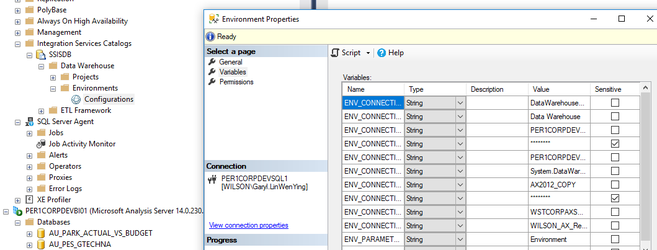 PolyBase
Always On High Availability
Management
Integration Services Catalogs
SSISDB
Data Warehouse
Projects
Environments
Configurations
ETL Framework
SQL Server Agent
Jobs
Job Activity Monitor
Alerts
Operators
Proxies
Error Logs
XE Profiler
PER1CORPDEVBI01 (Microsoft Analysis Server 14.0.230.
Databases
AU_PARK_ACTUAL_VS_BUDGET
AU_PES_GTECHNA
Environment Properties
Ready
Select a page
General
Variables
Permissions
Connection
PER1CORPDEVSQL1
[WILSON\Garyl.LinWenYing]
View connection properties
Progress
Script Help
Variables:
Name Type Description Value Sensitive
ENV_CONNECTI... String DataWarehouse...
ENV_CONNECTI... String Data Warehouse
ENV_CONNECTI... String PER1CORPDEV...
ENV_CONNECTI... String ********
ENV_CONNECTI... String PER1CORPDEV...
ENV_CONNECTI... String System.DataWar...
ENV_CONNECTI... String AX2012_COPY
ENV_CONNECTI... String ********
ENV_CONNECTI... String WSTCORPAXS...
ENV_CONNECTI... String WILSON_AX_Re...
ENV_PARAMET... String Environment